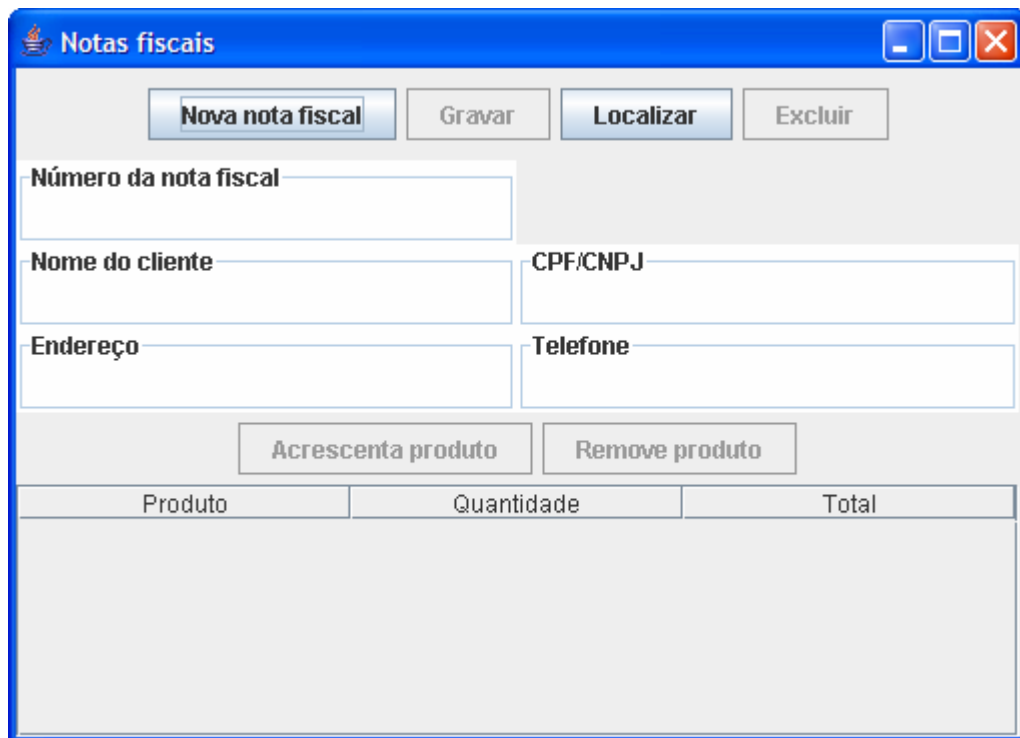 Notas fiscais
Nova nota fiscal Gravar Localizar Excluir
Número da nota fiscal
Nome do cliente CPF/CNPJ
Endereço Telefone
Acrescenta produto Remove produto
Produto Quantidade Total